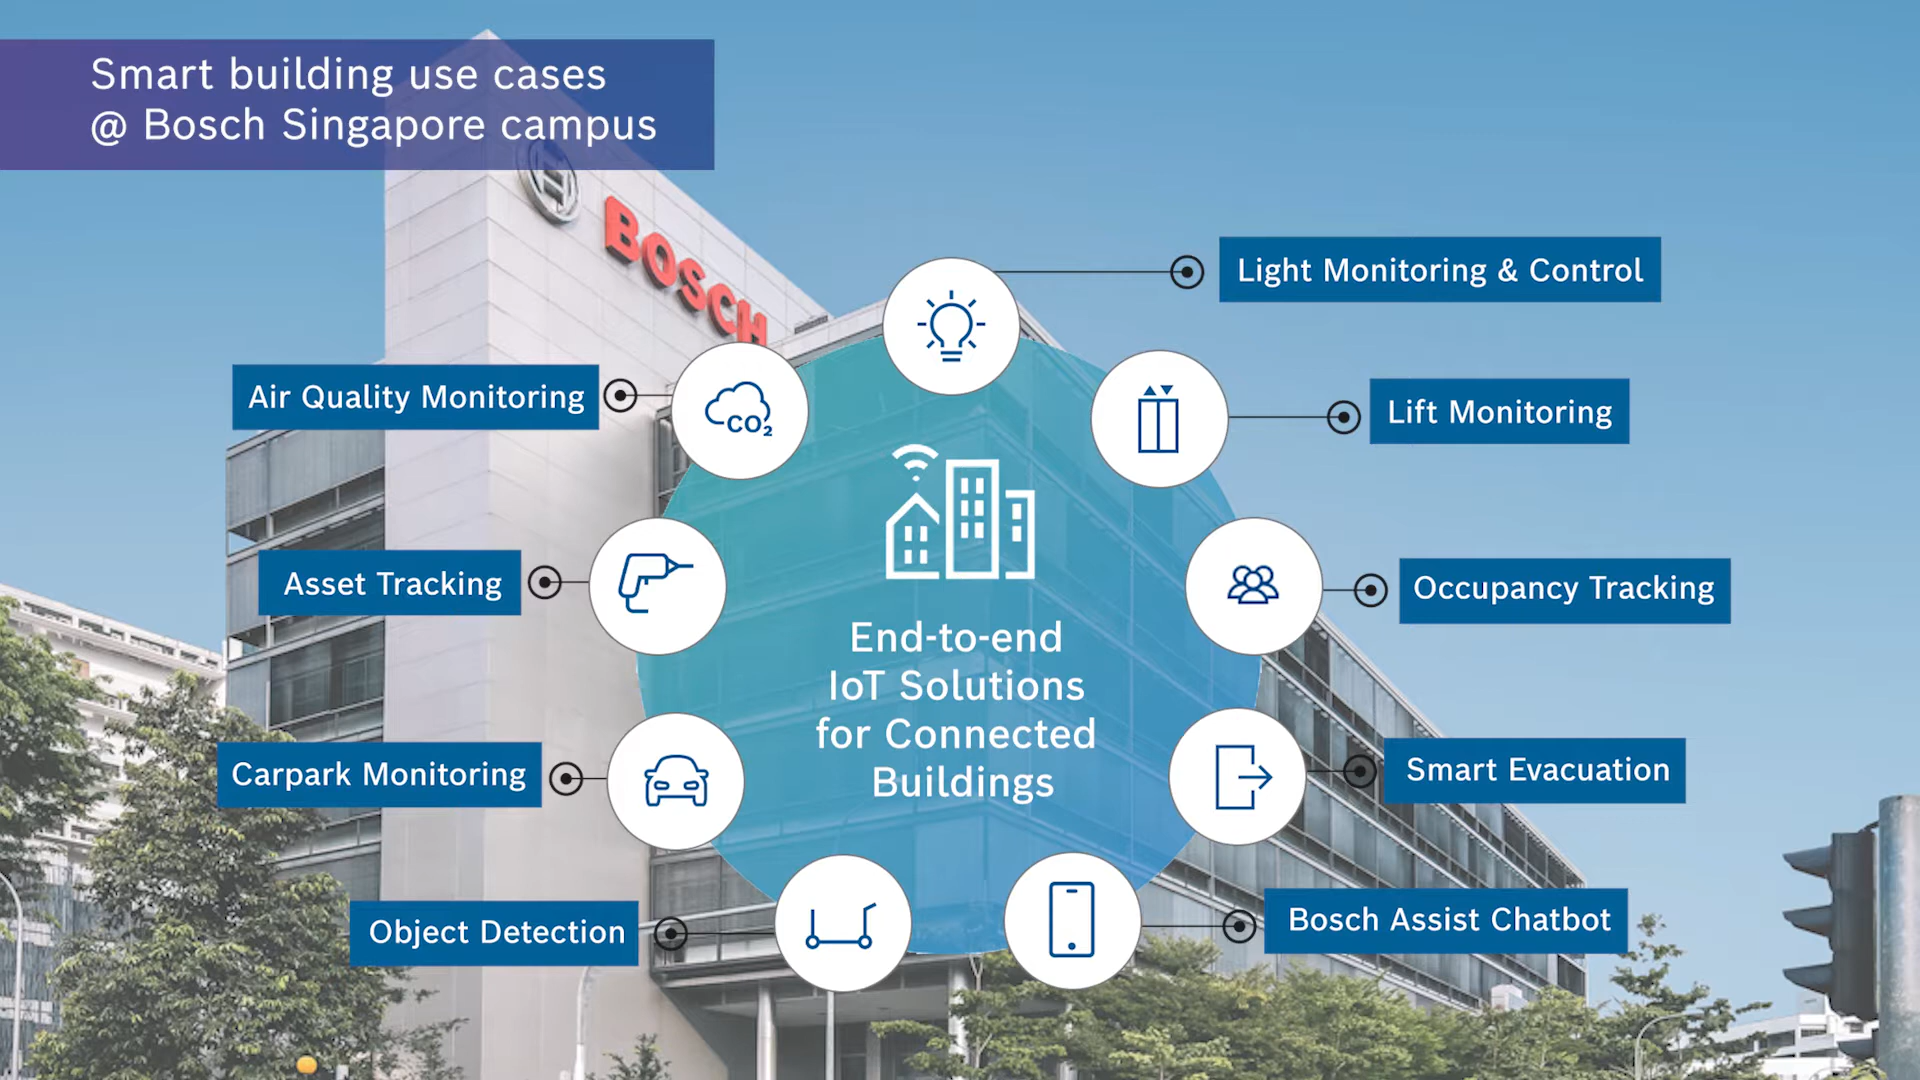 Smart building use cases
@ Bosch Singapore campus
BOSCH
Light Monitoring & Control
Air Quality Monitoring
CO₂
Lift Monitoring
Asset Tracking
Occupancy Tracking
End-to-end
IoT Solutions
for Connected
Buildings
Carpark Monitoring
Smart Evacuation
Object Detection
Bosch Assist Chatbot